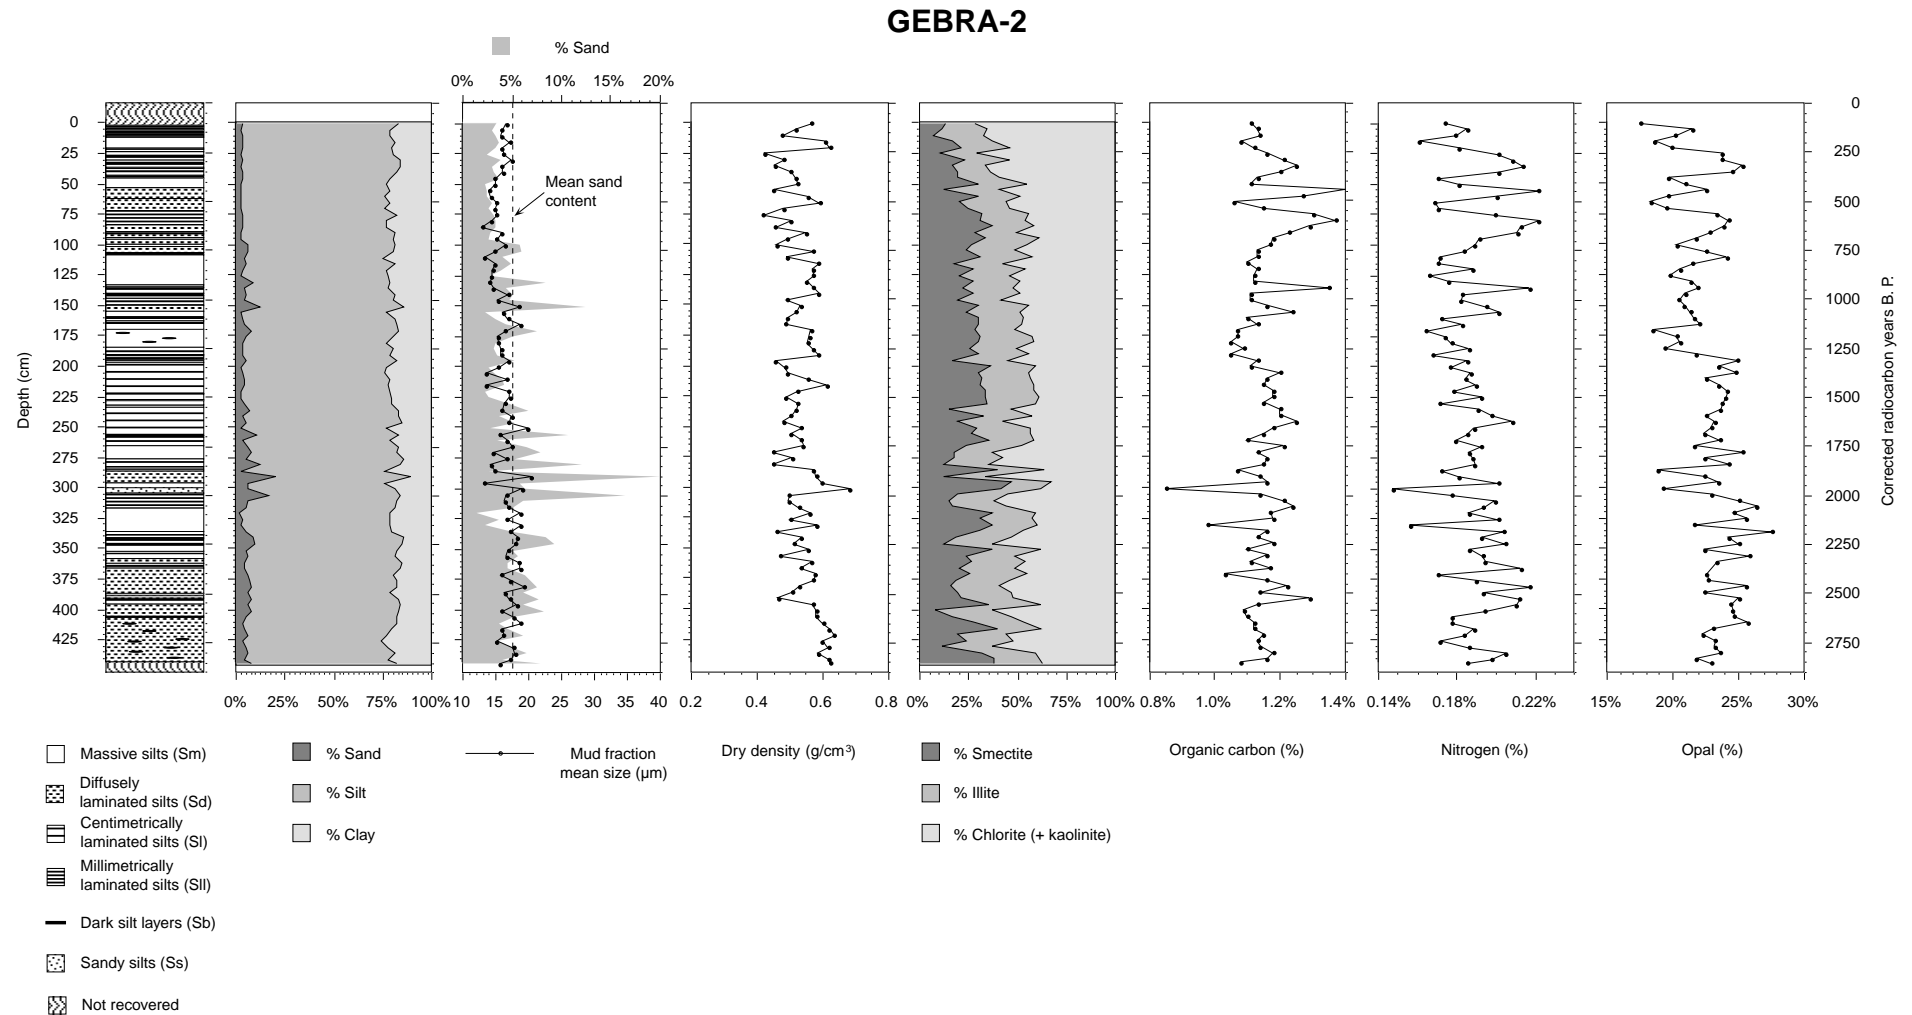 GEBRA-2
% Sand
0% 5% 10% 15% 20%
0
25
50
75
100
125
150
175
200
225
250
275
300
325
350
375
400
425
Depth (cm)
Mean sand
content
0
250
500
750
1000
1250
1500
1750
2000
2250
2500
2750
Corrected radiocarbon years B. P.
0% 25% 50% 75% 100%
10 15 20 25 30 35 40
0.2 0.4 0.6 0.8
0% 25% 50% 75% 100%
0.8% 1.0% 1.2% 1.4%
0.14% 0.18% 0.22%
15% 20% 25% 30%
Massive silts (Sm)
Diffusely
laminated silts (Sd)
Centimetrically
laminated silts (Sl)
Millimetrically
laminated silts (Sll)
Dark silt layers (Sb)
Sandy silts (Ss)
Not recovered
% Sand
% Silt
% Clay
Mud fraction
mean size (µm)
Dry density (g/cm³)
% Smectite
% Illite
% Chlorite (+ kaolinite)
Organic carbon (%)
Nitrogen (%)
Opal (%)